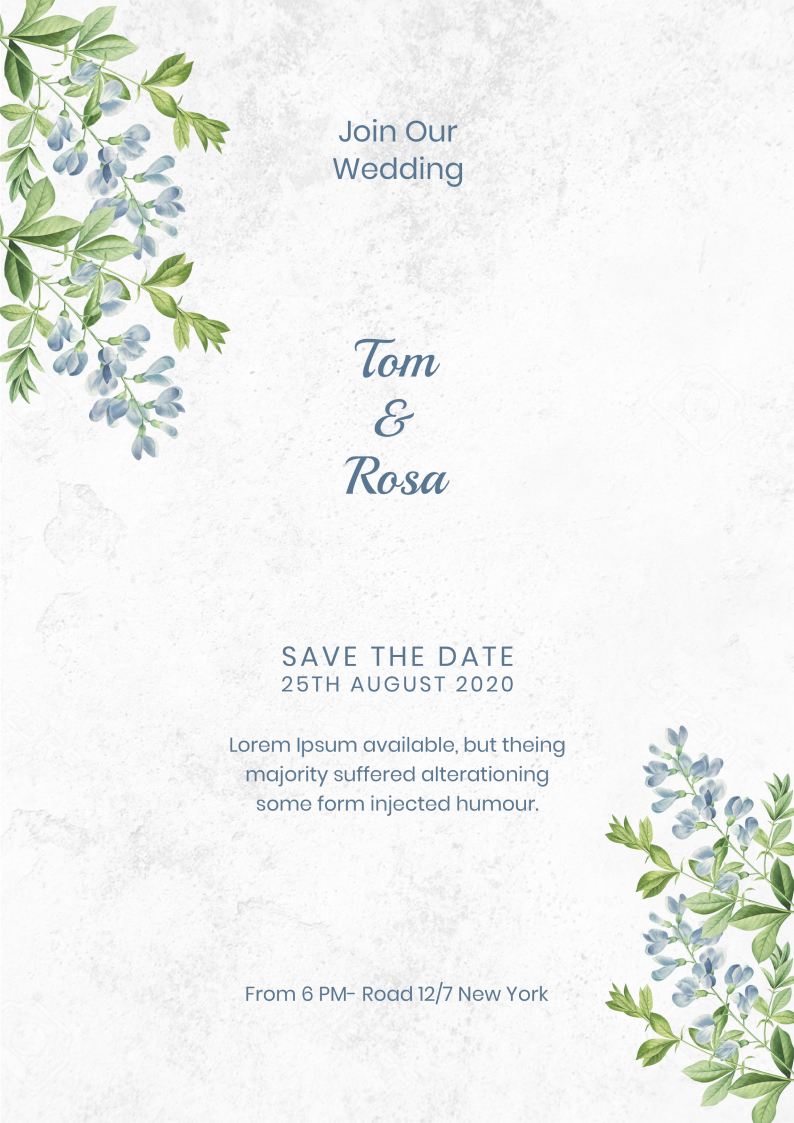 Join Our
Wedding
Tom
&
Rosa
SAVE THE DATE
25TH AUGUST 2020
Lorem Ipsum available, but theing
majority suffered alterationing
some form injected humour.
From 6 PM- Road 12/7 New York